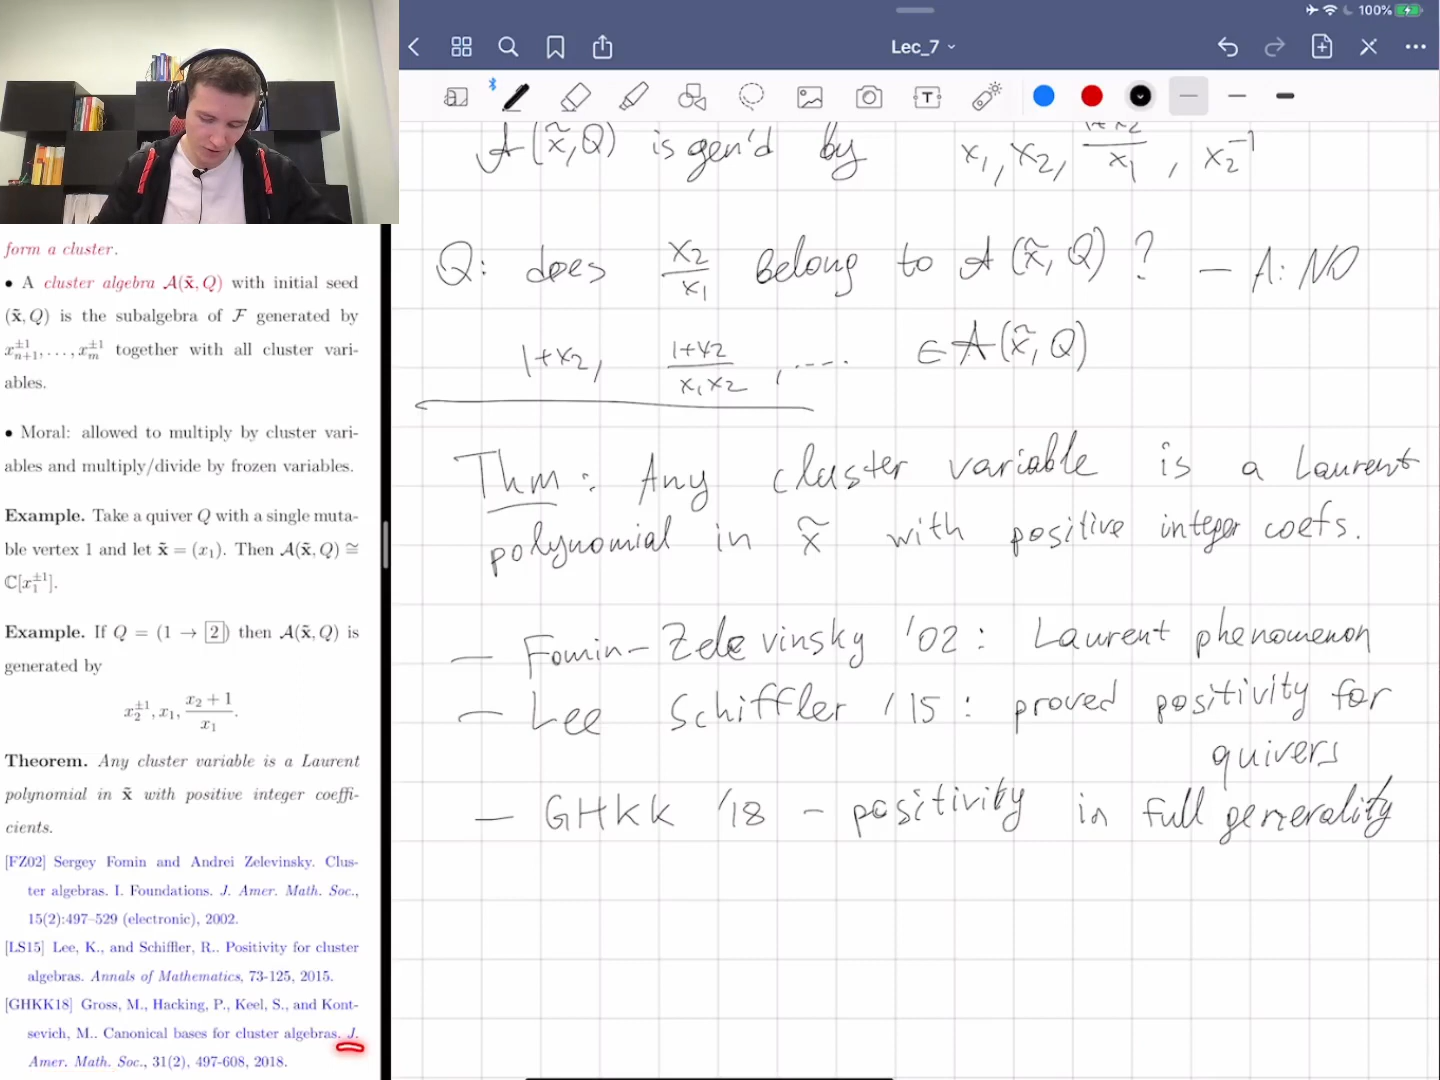 100%
Lec_7
form a cluster.
• A cluster algebra 𝒜(x̃, Q) with initial seed
(x̃, Q) is the subalgebra of ℱ generated by
x_{n+1}^{±1}, . . . , x_m^{±1} together with all cluster vari-
ables.
• Moral: allowed to multiply by cluster vari-
ables and multiply/divide by frozen variables.
Example. Take a quiver Q with a single muta-
ble vertex 1 and let x̃ = (x₁). Then 𝒜(x̃, Q) ≅
ℂ[x₁^{±1}].
Example. If Q = (1 → [2]) then 𝒜(x̃, Q) is
generated by
x₂^{±1}, x₁, (x₂ + 1)/x₁.
Theorem. Any cluster variable is a Laurent
polynomial in x̃ with positive integer coeffi-
cients.
[FZ02] Sergey Fomin and Andrei Zelevinsky. Clus-
ter algebras. I. Foundations. J. Amer. Math. Soc.,
15(2):497–529 (electronic), 2002.
[LS15] Lee, K., and Schiffler, R.. Positivity for cluster
algebras. Annals of Mathematics, 73-125, 2015.
[GHKK18] Gross, M., Hacking, P., Keel, S., and Kont-
sevich, M.. Canonical bases for cluster algebras. J.
Amer. Math. Soc., 31(2), 497-608, 2018.
𝒜(x̃, Q) is gen'd by x₁, x₂, (1+x₂)/x₁, x₂⁻¹
Q: does x₂/x₁ belong to 𝒜(x̃, Q)? — A: NO
1+x₂, (1+x₂)/(x₁x₂), .... ∈ 𝒜(x̃, Q)
Thm: Any cluster variable is a Laurent
polynomial in x̃ with positive integer coefs.
— Fomin-Zelevinsky '02: Laurent phenomenon
— Lee Schiffler '15: proved positivity for
quivers
— GHKK '18 - positivity in full generality